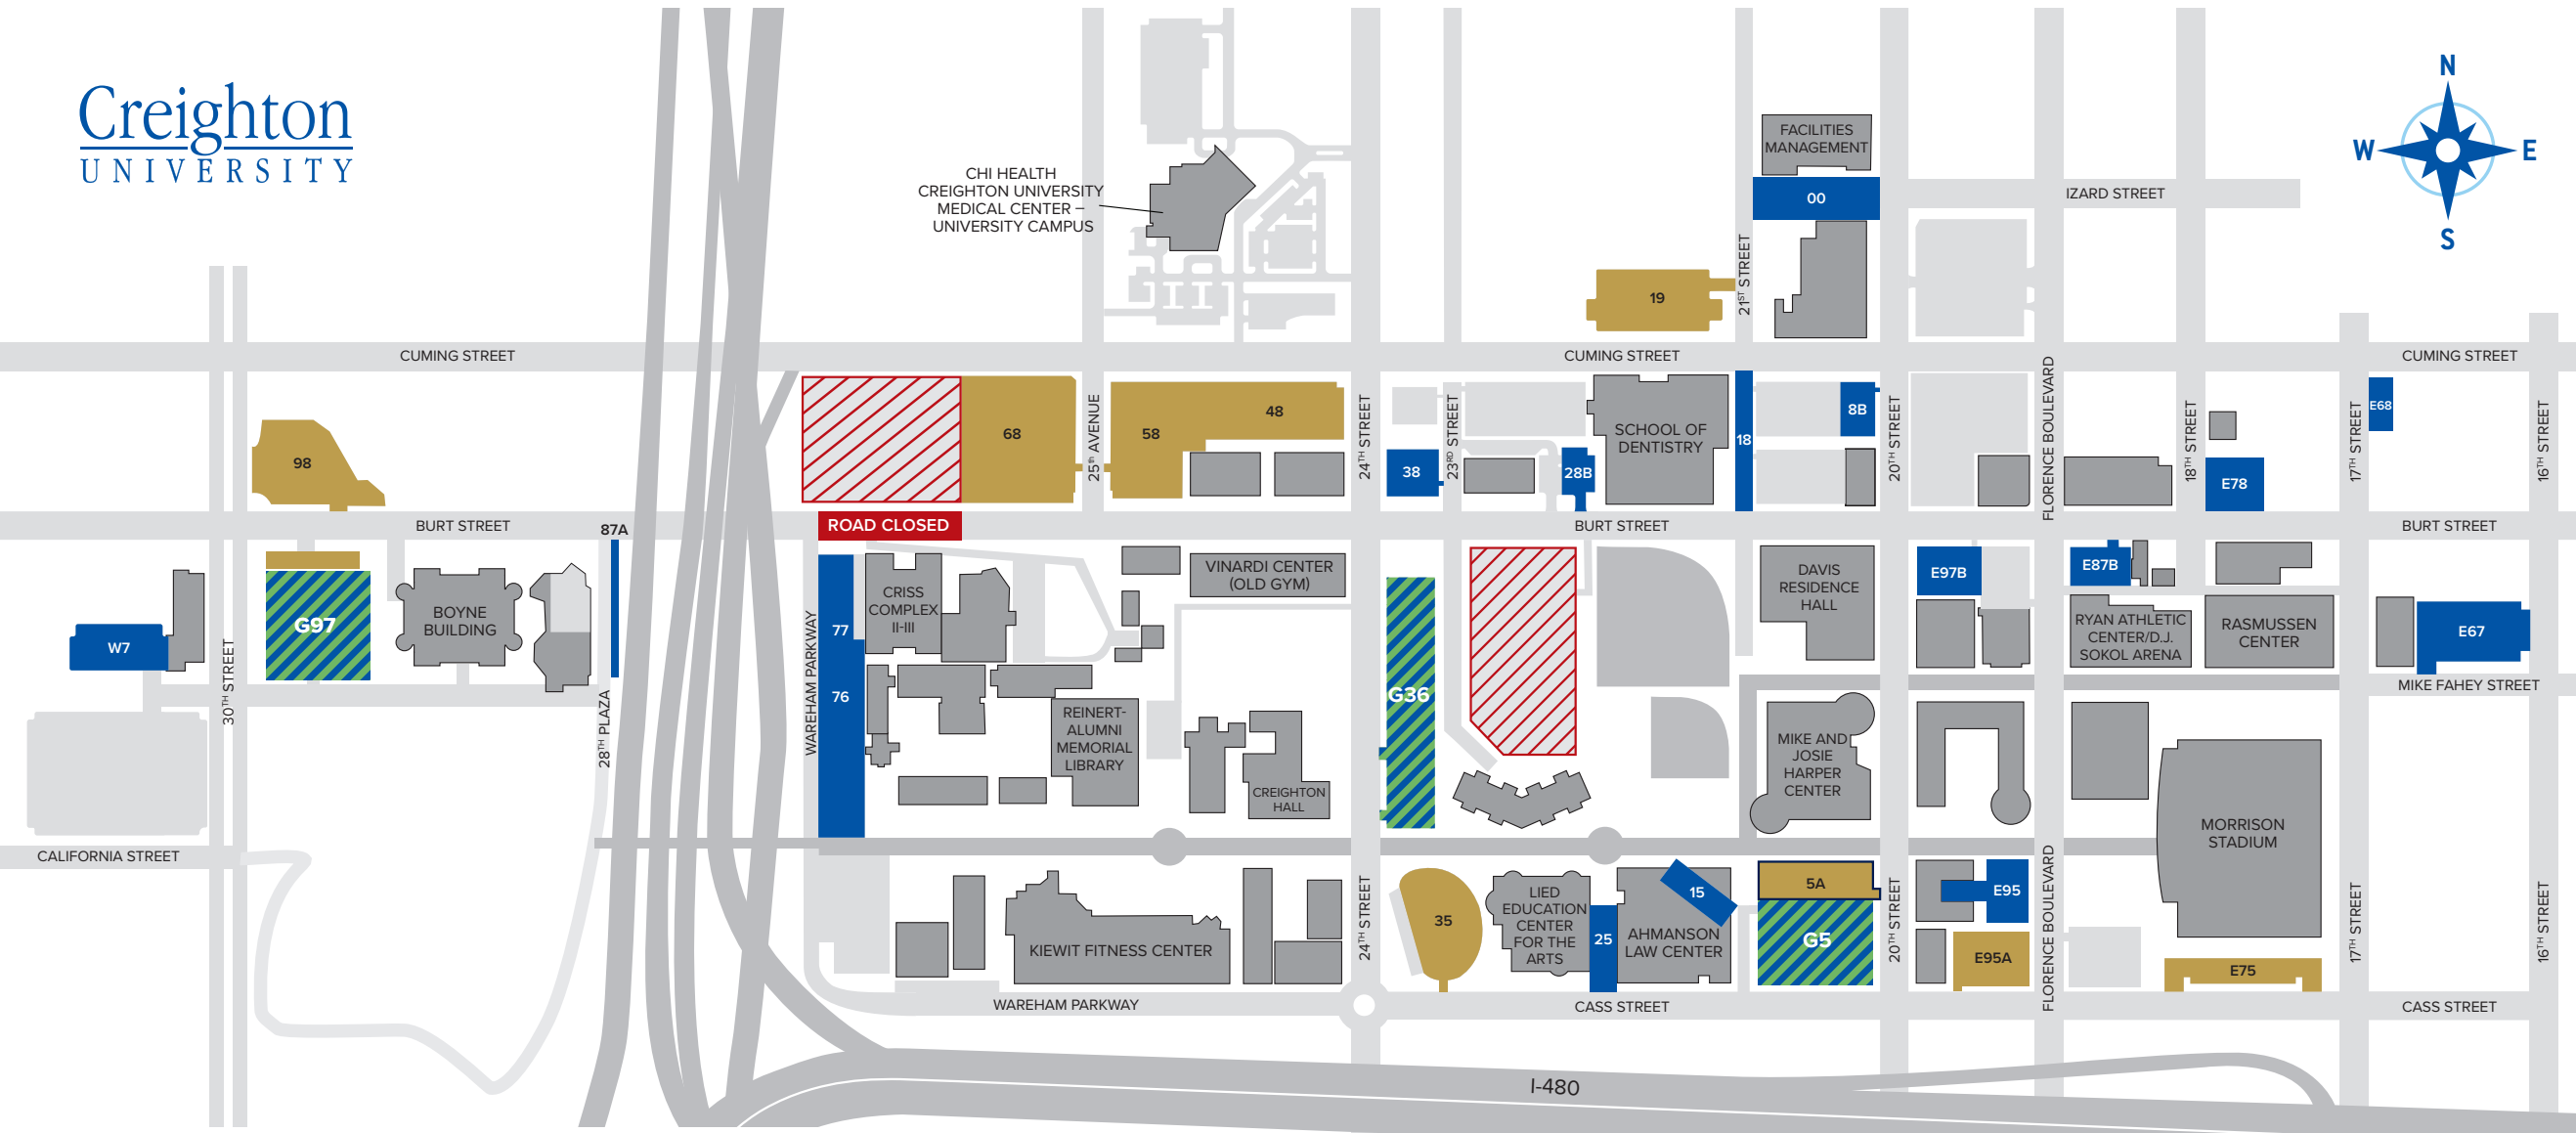 Creighton
UNIVERSITY
N
W
E
S
FACILITIES
MANAGEMENT
00
IZARD STREET
CHI HEALTH
CREIGHTON UNIVERSITY
MEDICAL CENTER –
UNIVERSITY CAMPUS
19
21ST STREET
CUMING STREET
CUMING STREET
CUMING STREET
98
68
25th AVENUE
58
48
24TH STREET
38
23RD STREET
28B
SCHOOL OF
DENTISTRY
18
8B
20TH STREET
FLORENCE BOULEVARD
18TH STREET
E78
17TH STREET
E68
16TH STREET
BURT STREET
87A
ROAD CLOSED
BURT STREET
BURT STREET
W7
30TH STREET
G97
BOYNE
BUILDING
28TH PLAZA
WAREHAM PARKWAY
77
76
CRISS
COMPLEX
II-III
VINARDI CENTER
(OLD GYM)
REINERT-
ALUMNI
MEMORIAL
LIBRARY
CREIGHTON
HALL
G36
DAVIS
RESIDENCE
HALL
E97B
E87B
RYAN ATHLETIC
CENTER/D.J.
SOKOL ARENA
RASMUSSEN
CENTER
E67
MIKE FAHEY STREET
MIKE AND
JOSIE
HARPER
CENTER
MORRISON
STADIUM
CALIFORNIA STREET
KIEWIT FITNESS CENTER
24TH STREET
35
LIED
EDUCATION
CENTER
FOR THE
ARTS
25
15
AHMANSON
LAW CENTER
5A
G5
20TH STREET
E95
E95A
FLORENCE BOULEVARD
E75
17TH STREET
16TH STREET
WAREHAM PARKWAY
CASS STREET
CASS STREET
I-480